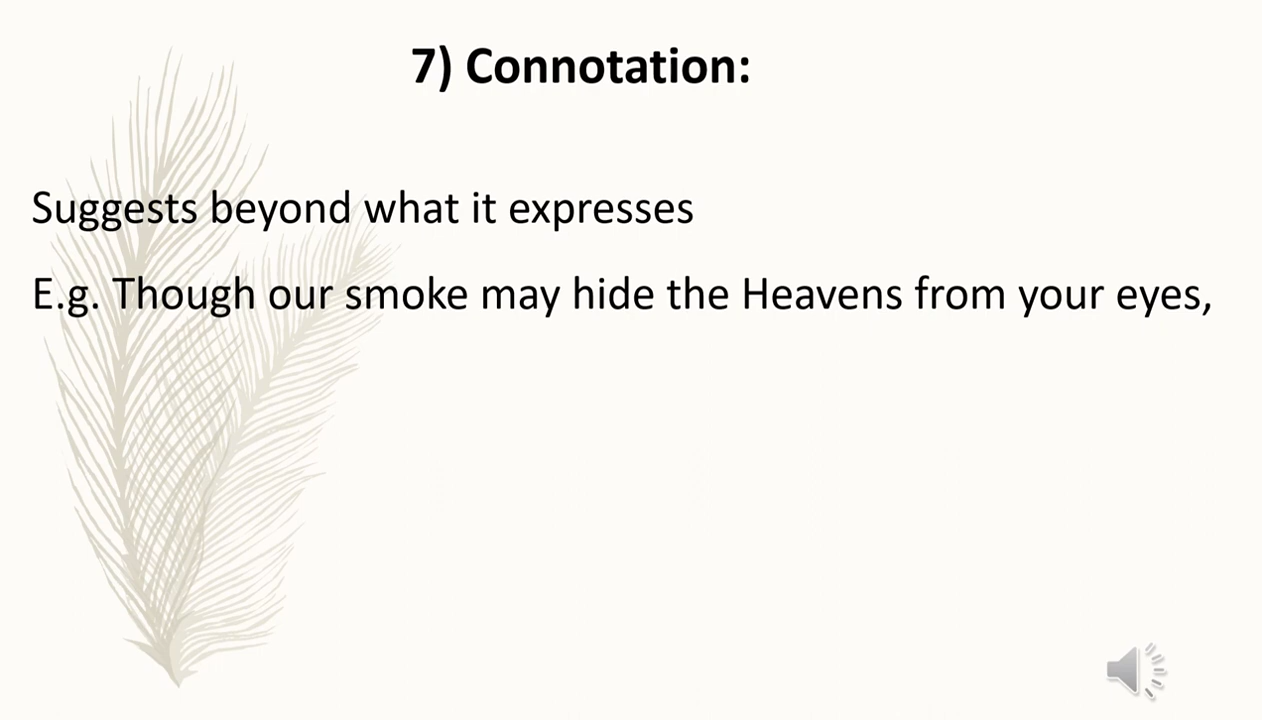 7) Connotation:
Suggests beyond what it expresses
E.g. Though our smoke may hide the Heavens from your eyes,